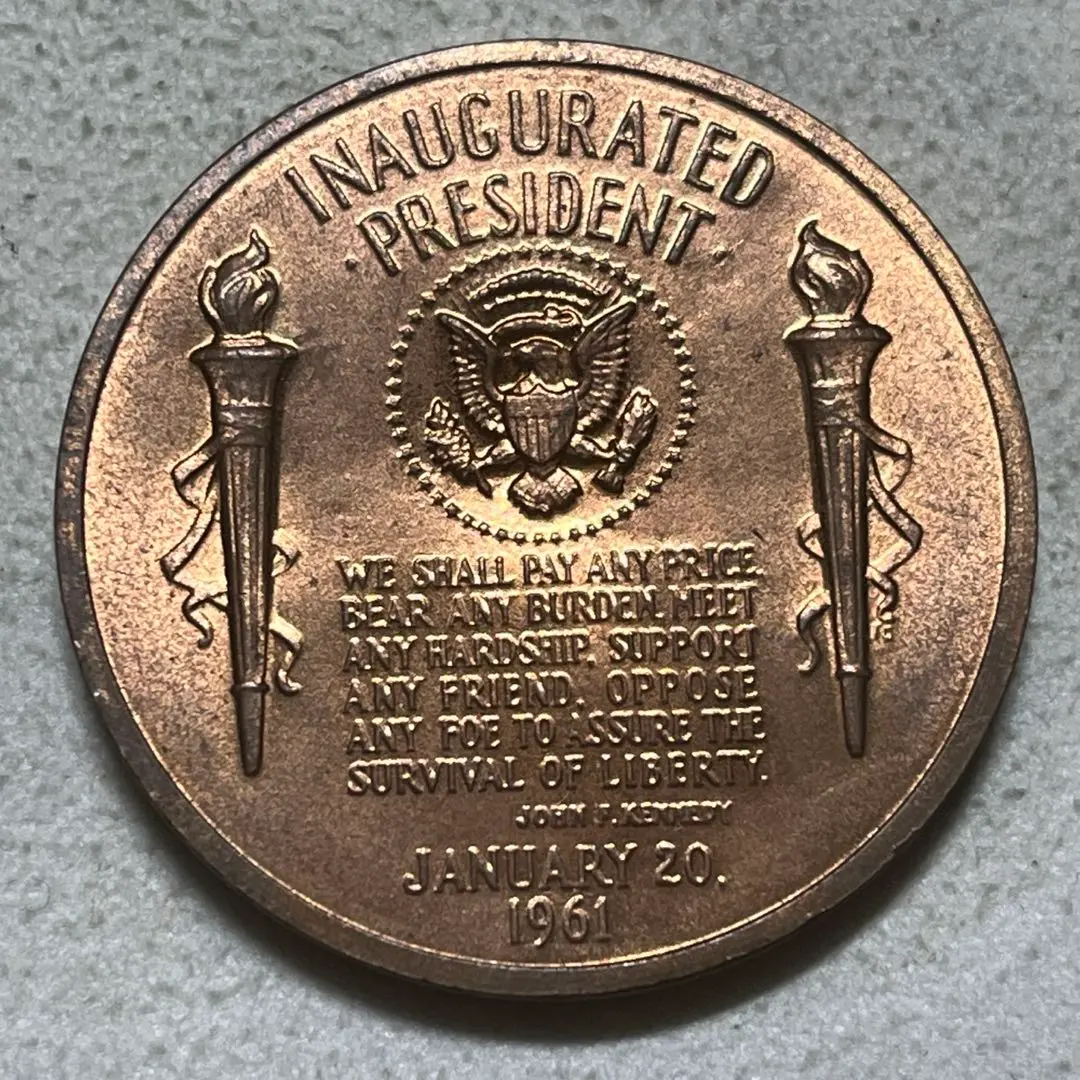 INAUGURATED
·PRESIDENT·
WE SHALL PAY ANY PRICE,
BEAR ANY BURDEN, MEET
ANY HARDSHIP, SUPPORT
ANY FRIEND, OPPOSE
ANY FOE TO ASSURE THE
SURVIVAL OF LIBERTY.
JOHN F. KENNEDY
JANUARY 20,
1961